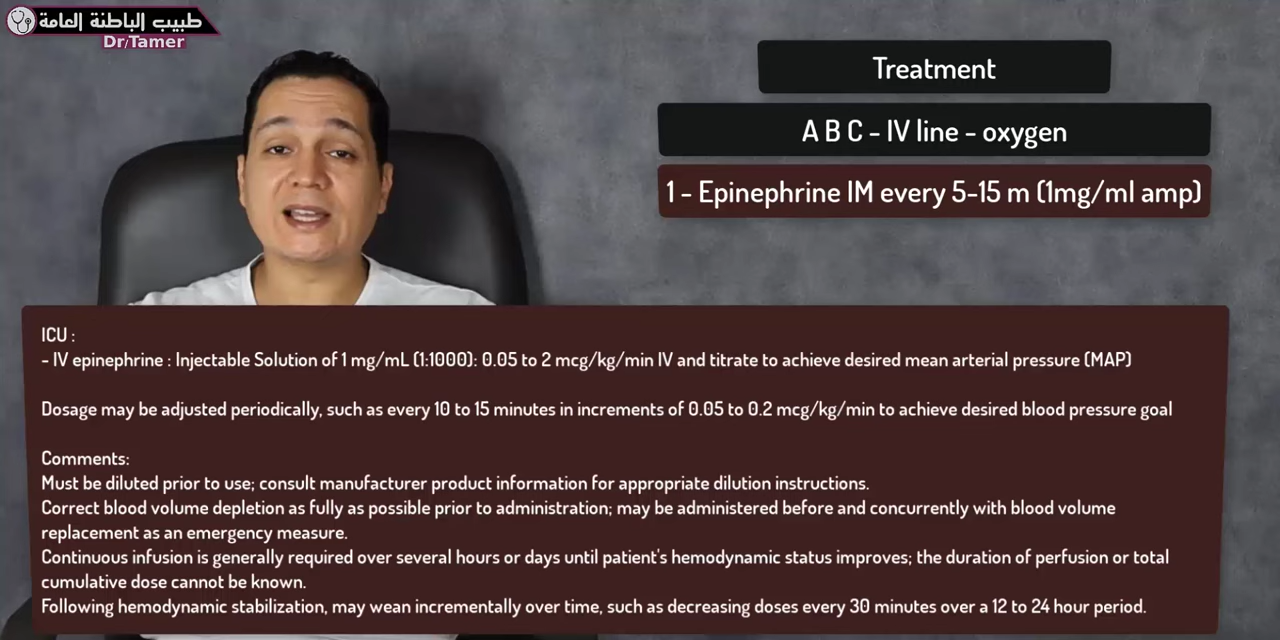 طبيب الباطنة العامة
Dr/Tamer
Treatment
A B C - IV line - oxygen
1 - Epinephrine IM every 5-15 m (1mg/ml amp)
ICU :
- IV epinephrine : Injectable Solution of 1 mg/mL (1:1000): 0.05 to 2 mcg/kg/min IV and titrate to achieve desired mean arterial pressure (MAP)
Dosage may be adjusted periodically, such as every 10 to 15 minutes in increments of 0.05 to 0.2 mcg/kg/min to achieve desired blood pressure goal
Comments:
Must be diluted prior to use; consult manufacturer product information for appropriate dilution instructions.
Correct blood volume depletion as fully as possible prior to administration; may be administered before and concurrently with blood volume
replacement as an emergency measure.
Continuous infusion is generally required over several hours or days until patient's hemodynamic status improves; the duration of perfusion or total
cumulative dose cannot be known.
Following hemodynamic stabilization, may wean incrementally over time, such as decreasing doses every 30 minutes over a 12 to 24 hour period.